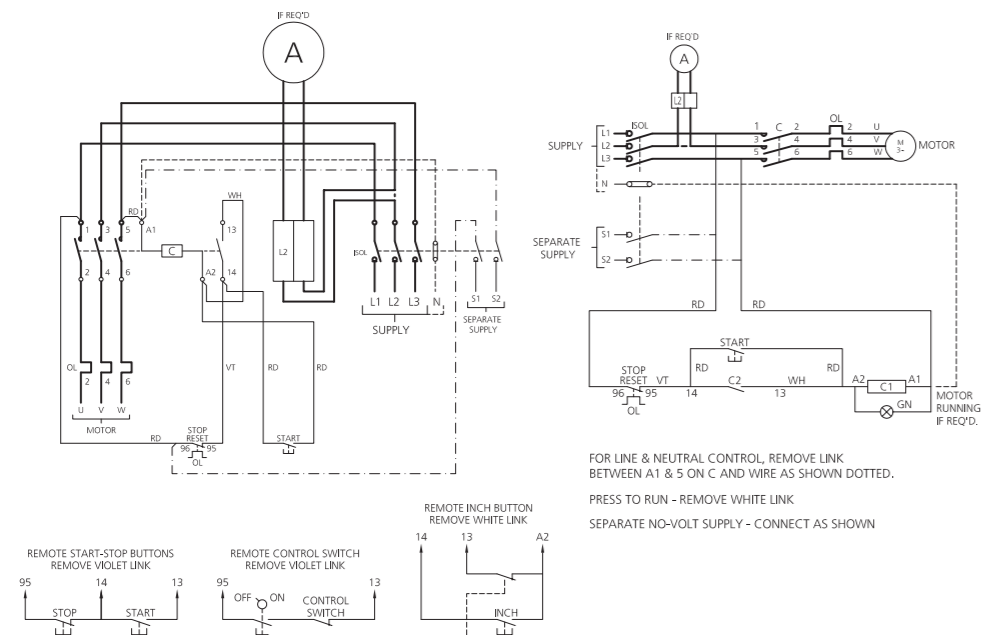 IF REQ'D
A
RD
1
3
5
A1
WH
13
C
A2
14
2
4
6
L2
ISOL
L1 L2 L3 N
SUPPLY
S1 S2
SEPARATE
SUPPLY
OL
2
4
6
VT
RD
RD
U V W
MOTOR
RD
STOP
RESET
96 95
OL
START
IF REQ'D
A
L2
ISOL
SUPPLY
L1
L2
L3
N
1 C 2
3 4
5 6
OL
2 U
4 V
6 W
M
3~
MOTOR
SEPARATE
SUPPLY
S1
S2
RD
RD
START
RD
RD
STOP
RESET
96 95
VT
OL
14
C2
13
WH
A2
C1
A1
GN
MOTOR
RUNNING
IF REQ'D.
FOR LINE & NEUTRAL CONTROL, REMOVE LINK
BETWEEN A1 & 5 ON C AND WIRE AS SHOWN DOTTED.
PRESS TO RUN - REMOVE WHITE LINK
SEPARATE NO-VOLT SUPPLY - CONNECT AS SHOWN
REMOTE START-STOP BUTTONS
REMOVE VIOLET LINK
95 14 13
STOP START
REMOTE CONTROL SWITCH
REMOVE VIOLET LINK
95 13
OFF ON
CONTROL
SWITCH
REMOTE INCH BUTTON
REMOVE WHITE LINK
14 13 A2
INCH